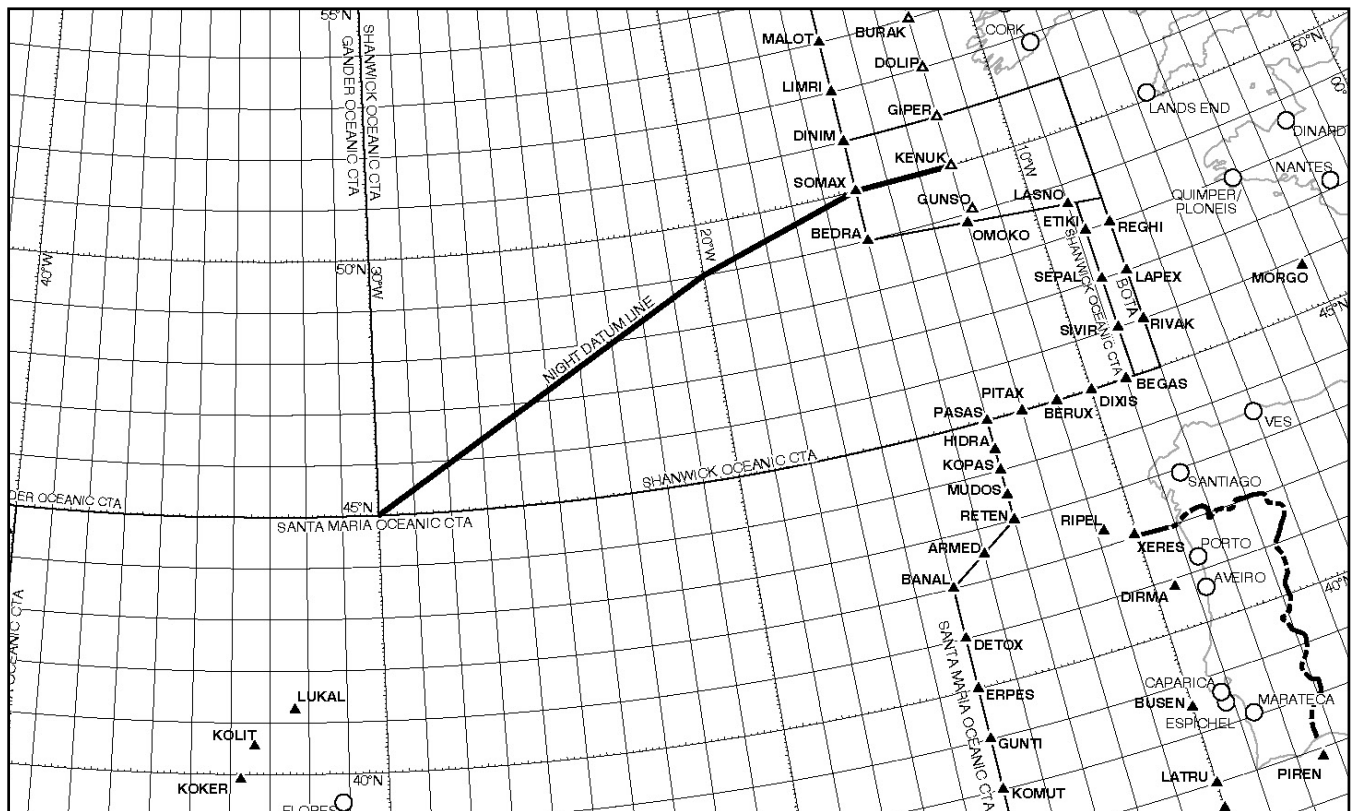 55°N
SHANWICK OCEANIC CTA
GANDER OCEANIC CTA
MALOT
BURAK
CORK
50°N
00°
DOLIP
LIMRI
LANDS END
GIPER
DINARD
DINIM
KENUK
10°W
NANTES
SOMAX
GUNSO
LASNO
QUIMPER/
PLONEIS
BEDRA
OMOKO
ETIKI
REGHI
20°W
40°W
50°N
30°W
SHANWICK OCEANIC CTA
SEPAL
LAPEX
MORGO
BOTA
NIGHT DATUM LINE
SIVIR
RIVAK
45°N
BEGAS
PITAX
DIXIS
PASAS
BERUX
VES
HIDRA
SHANWICK OCEANIC CTA
KOPAS
SANTIAGO
MUDOS
DER OCEANIC CTA
45°N
SANTA MARIA OCEANIC CTA
RETEN
RIPEL
XERES
PORTO
ARMED
BANAL
AVEIRO
40°N
DIRMA
OCEANIC CTA
SANTA MARIA OCEANIC CTA
DETOX
CAPARICA
LUKAL
ERPES
BUSEN
MARATECA
ESPICHEL
KOLIT
GUNTI
KOKER
40°N
LATRU
PIREN
KOMUT
FLORES